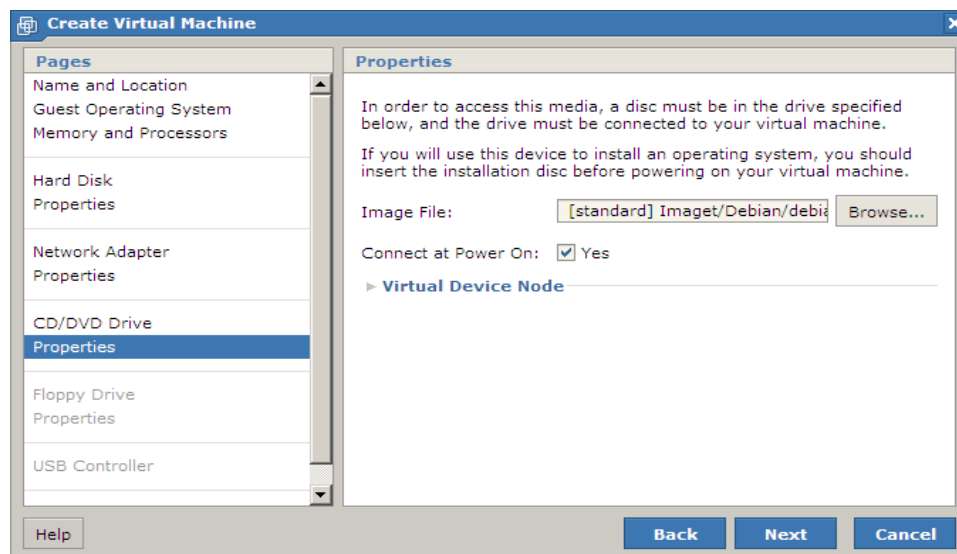 Create Virtual Machine
Pages
Name and Location
Guest Operating System
Memory and Processors
Hard Disk
Properties
Network Adapter
Properties
CD/DVD Drive
Properties
Floppy Drive
Properties
USB Controller
Properties
In order to access this media, a disc must be in the drive specified
below, and the drive must be connected to your virtual machine.
If you will use this device to install an operating system, you should
insert the installation disc before powering on your virtual machine.
Image File: [standard] Imaget/Debian/debia Browse...
Connect at Power On: Yes
Virtual Device Node
Help Back Next Cancel